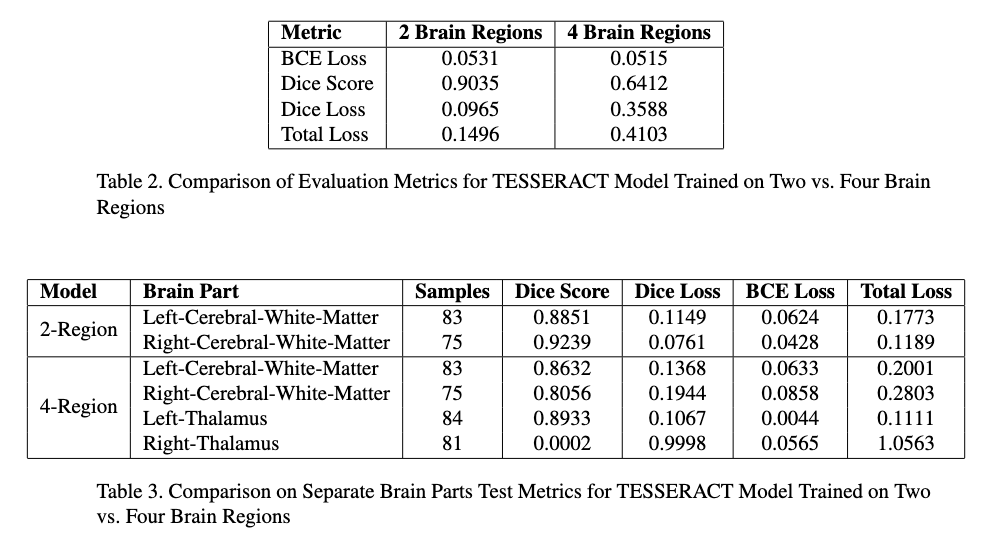 Metric 2 Brain Regions 4 Brain Regions
BCE Loss 0.0531 0.0515
Dice Score 0.9035 0.6412
Dice Loss 0.0965 0.3588
Total Loss 0.1496 0.4103
Table 2. Comparison of Evaluation Metrics for TESSERACT Model Trained on Two vs. Four Brain
Regions
Model Brain Part Samples Dice Score Dice Loss BCE Loss Total Loss
2-Region Left-Cerebral-White-Matter 83 0.8851 0.1149 0.0624 0.1773
Right-Cerebral-White-Matter 75 0.9239 0.0761 0.0428 0.1189
4-Region Left-Cerebral-White-Matter 83 0.8632 0.1368 0.0633 0.2001
Right-Cerebral-White-Matter 75 0.8056 0.1944 0.0858 0.2803
Left-Thalamus 84 0.8933 0.1067 0.0044 0.1111
Right-Thalamus 81 0.0002 0.9998 0.0565 1.0563
Table 3. Comparison on Separate Brain Parts Test Metrics for TESSERACT Model Trained on Two
vs. Four Brain Regions